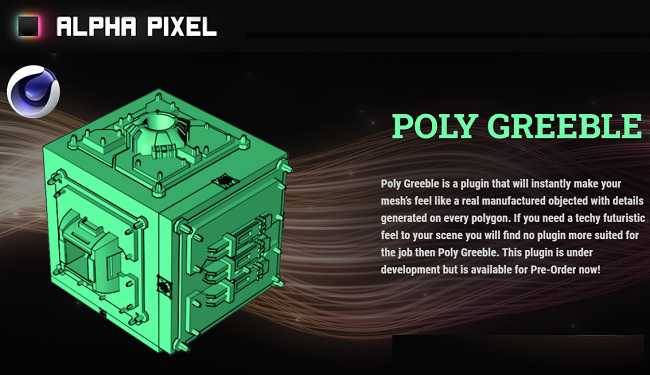 ALPHA PIXEL
POLY GREEBLE
Poly Greeble is a plugin that will instantly make your
mesh's feel like a real manufactured objected with details
generated on every polygon. If you need a techy futuristic
feel to your scene you will find no plugin more suited for
the job then Poly Greeble. This plugin is under
development but is available for Pre-Order now!